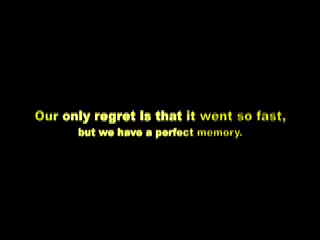 Our only regret is that it went so fast,
but we have a perfect memory.